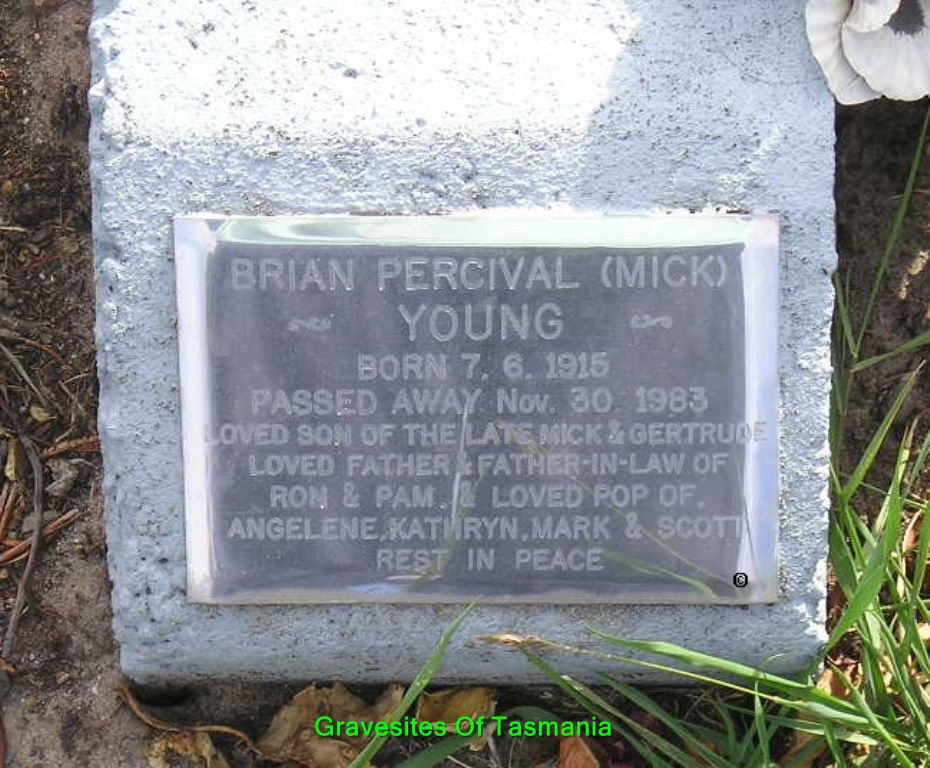 BRIAN PERCIVAL (MICK)
YOUNG
BORN 7. 6. 1915
PASSED AWAY Nov. 30 1983
LOVED SON OF THE LATE MICK & GERTRUDE
LOVED FATHER & FATHER-IN-LAW OF
RON & PAM. & LOVED POP OF.
ANGELENE,KATHRYN,MARK & SCOTT
REST IN PEACE
©
Gravesites Of Tasmania